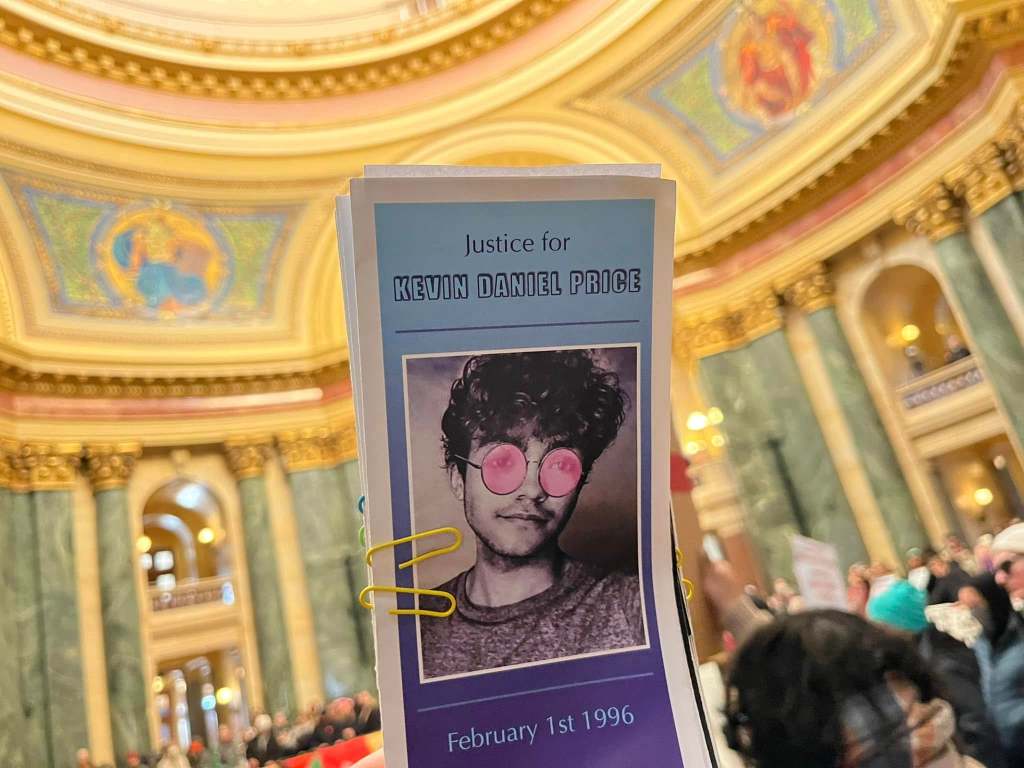 Justice for
KEVIN DANIEL PRICE
February 1st 1996